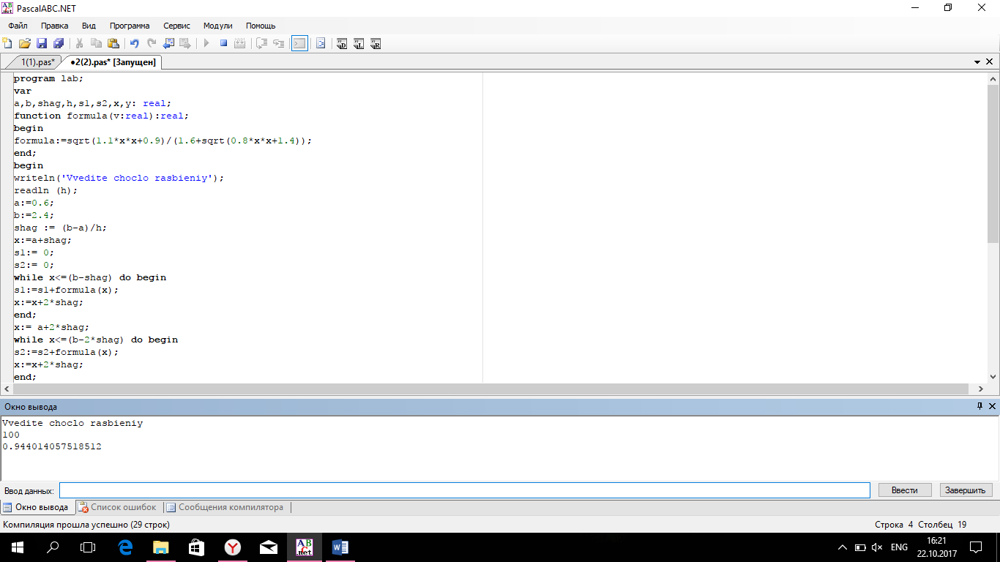 PascalABC.NET
Файл Правка Вид Программа Сервис Модули Помощь
1(1).pas* •2(2).pas* [Запущен]
program lab;
var
a,b,shag,h,s1,s2,x,y: real;
function formula(v:real):real;
begin
formula:=sqrt(1.1*x*x+0.9)/(1.6+sqrt(0.8*x*x+1.4));
end;
begin
writeln('Vvedite choclo rasbieniy');
readln (h);
a:=0.6;
b:=2.4;
shag := (b-a)/h;
x:=a+shag;
s1:= 0;
s2:= 0;
while x<=(b-shag) do begin
s1:=s1+formula(x);
x:=x+2*shag;
end;
x:= a+2*shag;
while x<=(b-2*shag) do begin
s2:=s2+formula(x);
x:=x+2*shag;
end;
Окно вывода
Vvedite choclo rasbieniy
100
0.944014057518512
Ввод данных: Ввести Завершить
Окно вывода Список ошибок Сообщения компилятора
Компиляция прошла успешно (29 строк) Строка 4 Столбец 19
ENG 16:21
22.10.2017